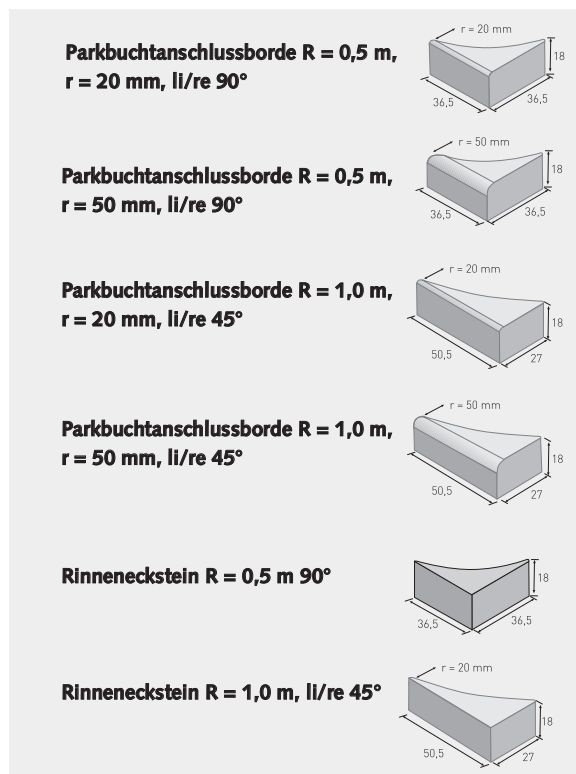 Parkbuchtanschlussborde R = 0,5 m,
r = 20 mm, li/re 90°
r = 20 mm
18
36,5
36,5
Parkbuchtanschlussborde R = 0,5 m,
r = 50 mm, li/re 90°
r = 50 mm
18
36,5
36,5
Parkbuchtanschlussborde R = 1,0 m,
r = 20 mm, li/re 45°
r = 20 mm
18
50,5
27
Parkbuchtanschlussborde R = 1,0 m,
r = 50 mm, li/re 45°
r = 50 mm
18
50,5
27
Rinneneckstein R = 0,5 m 90°
18
36,5
36,5
Rinneneckstein R = 1,0 m, li/re 45°
r = 20 mm
18
50,5
27